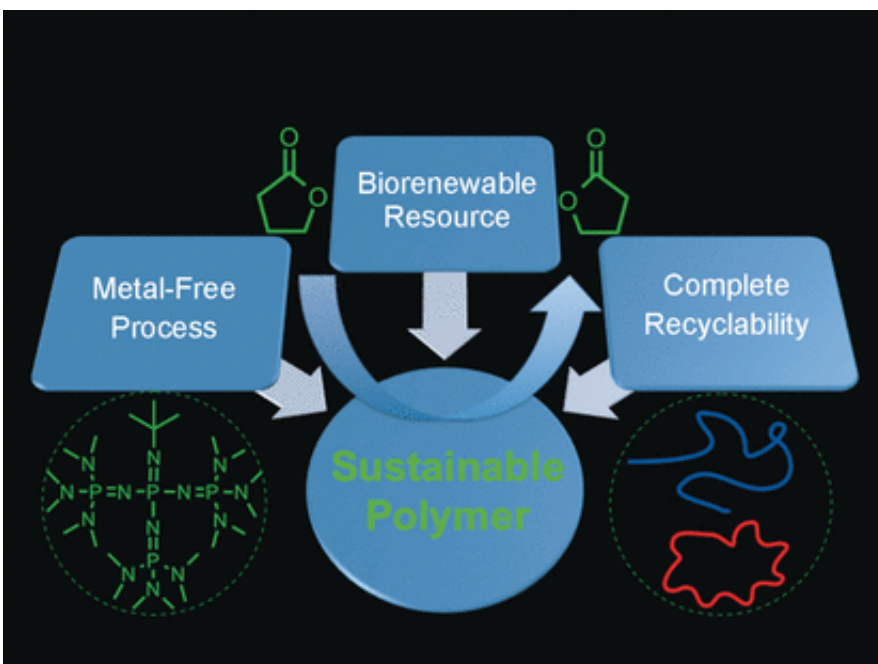 Biorenewable
Resource
Metal-Free
Process
Complete
Recyclability
Sustainable
Polymer
O
O
O
O
N
N
N
N
N
P=N-P-N=P
N
N
N
N
P
N
N
N